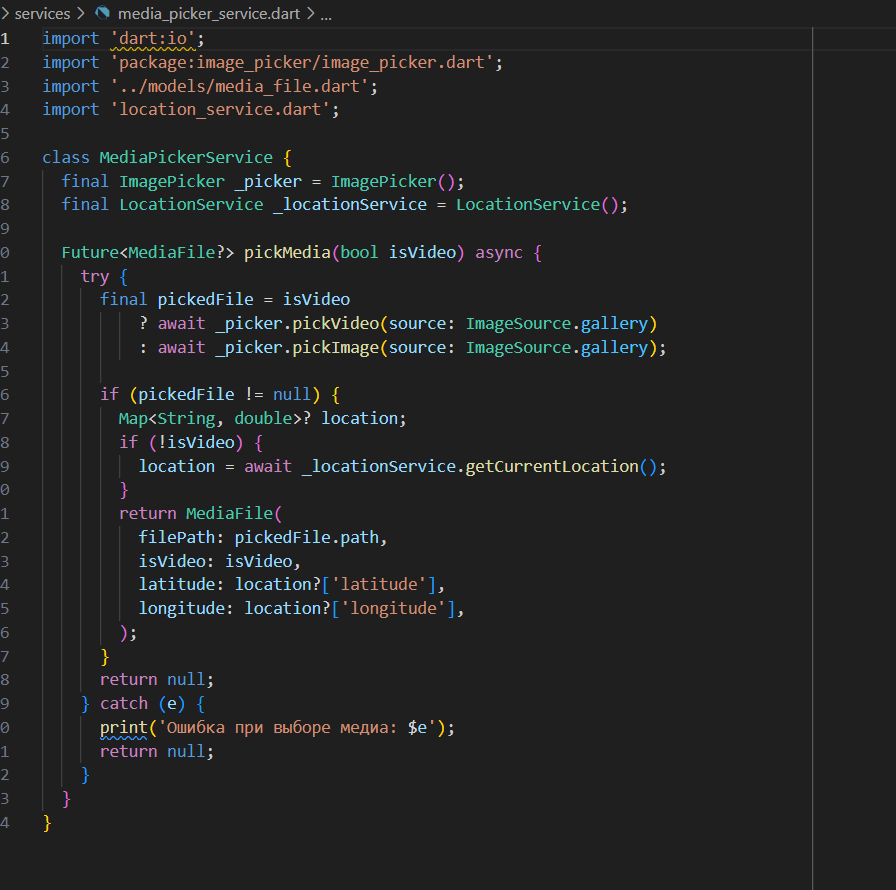 services > media_picker_service.dart > ...
1 import 'dart:io';
2 import 'package:image_picker/image_picker.dart';
3 import '../models/media_file.dart';
4 import 'location_service.dart';
5
6 class MediaPickerService {
7   final ImagePicker _picker = ImagePicker();
8   final LocationService _locationService = LocationService();
9
0   Future<MediaFile?> pickMedia(bool isVideo) async {
1     try {
2       final pickedFile = isVideo
3           ? await _picker.pickVideo(source: ImageSource.gallery)
4           : await _picker.pickImage(source: ImageSource.gallery);
5
6       if (pickedFile != null) {
7         Map<String, double>? location;
8         if (!isVideo) {
9           location = await _locationService.getCurrentLocation();
0         }
1         return MediaFile(
2           filePath: pickedFile.path,
3           isVideo: isVideo,
4           latitude: location?['latitude'],
5           longitude: location?['longitude'],
6         );
7       }
8       return null;
9     } catch (e) {
0       print('Ошибка при выборе медиа: $e');
1       return null;
2     }
3   }
4 }